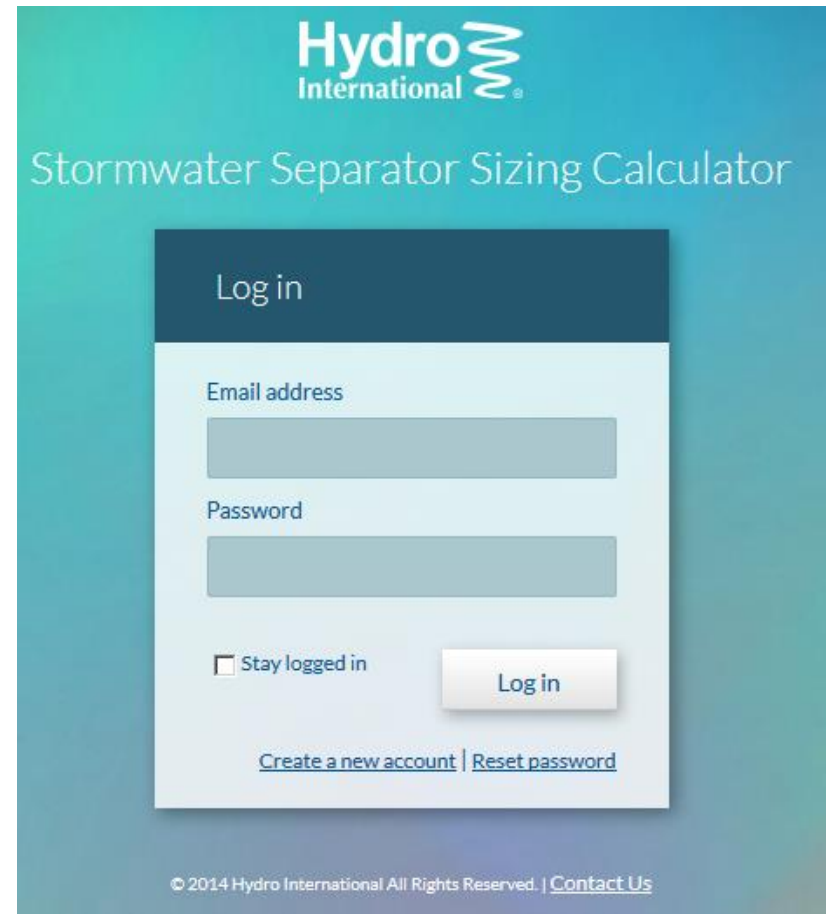 Hydro
International ®
Stormwater Separator Sizing Calculator
Log in
Email address
Password
Stay logged in
Log in
Create a new account | Reset password
© 2014 Hydro International All Rights Reserved. | Contact Us